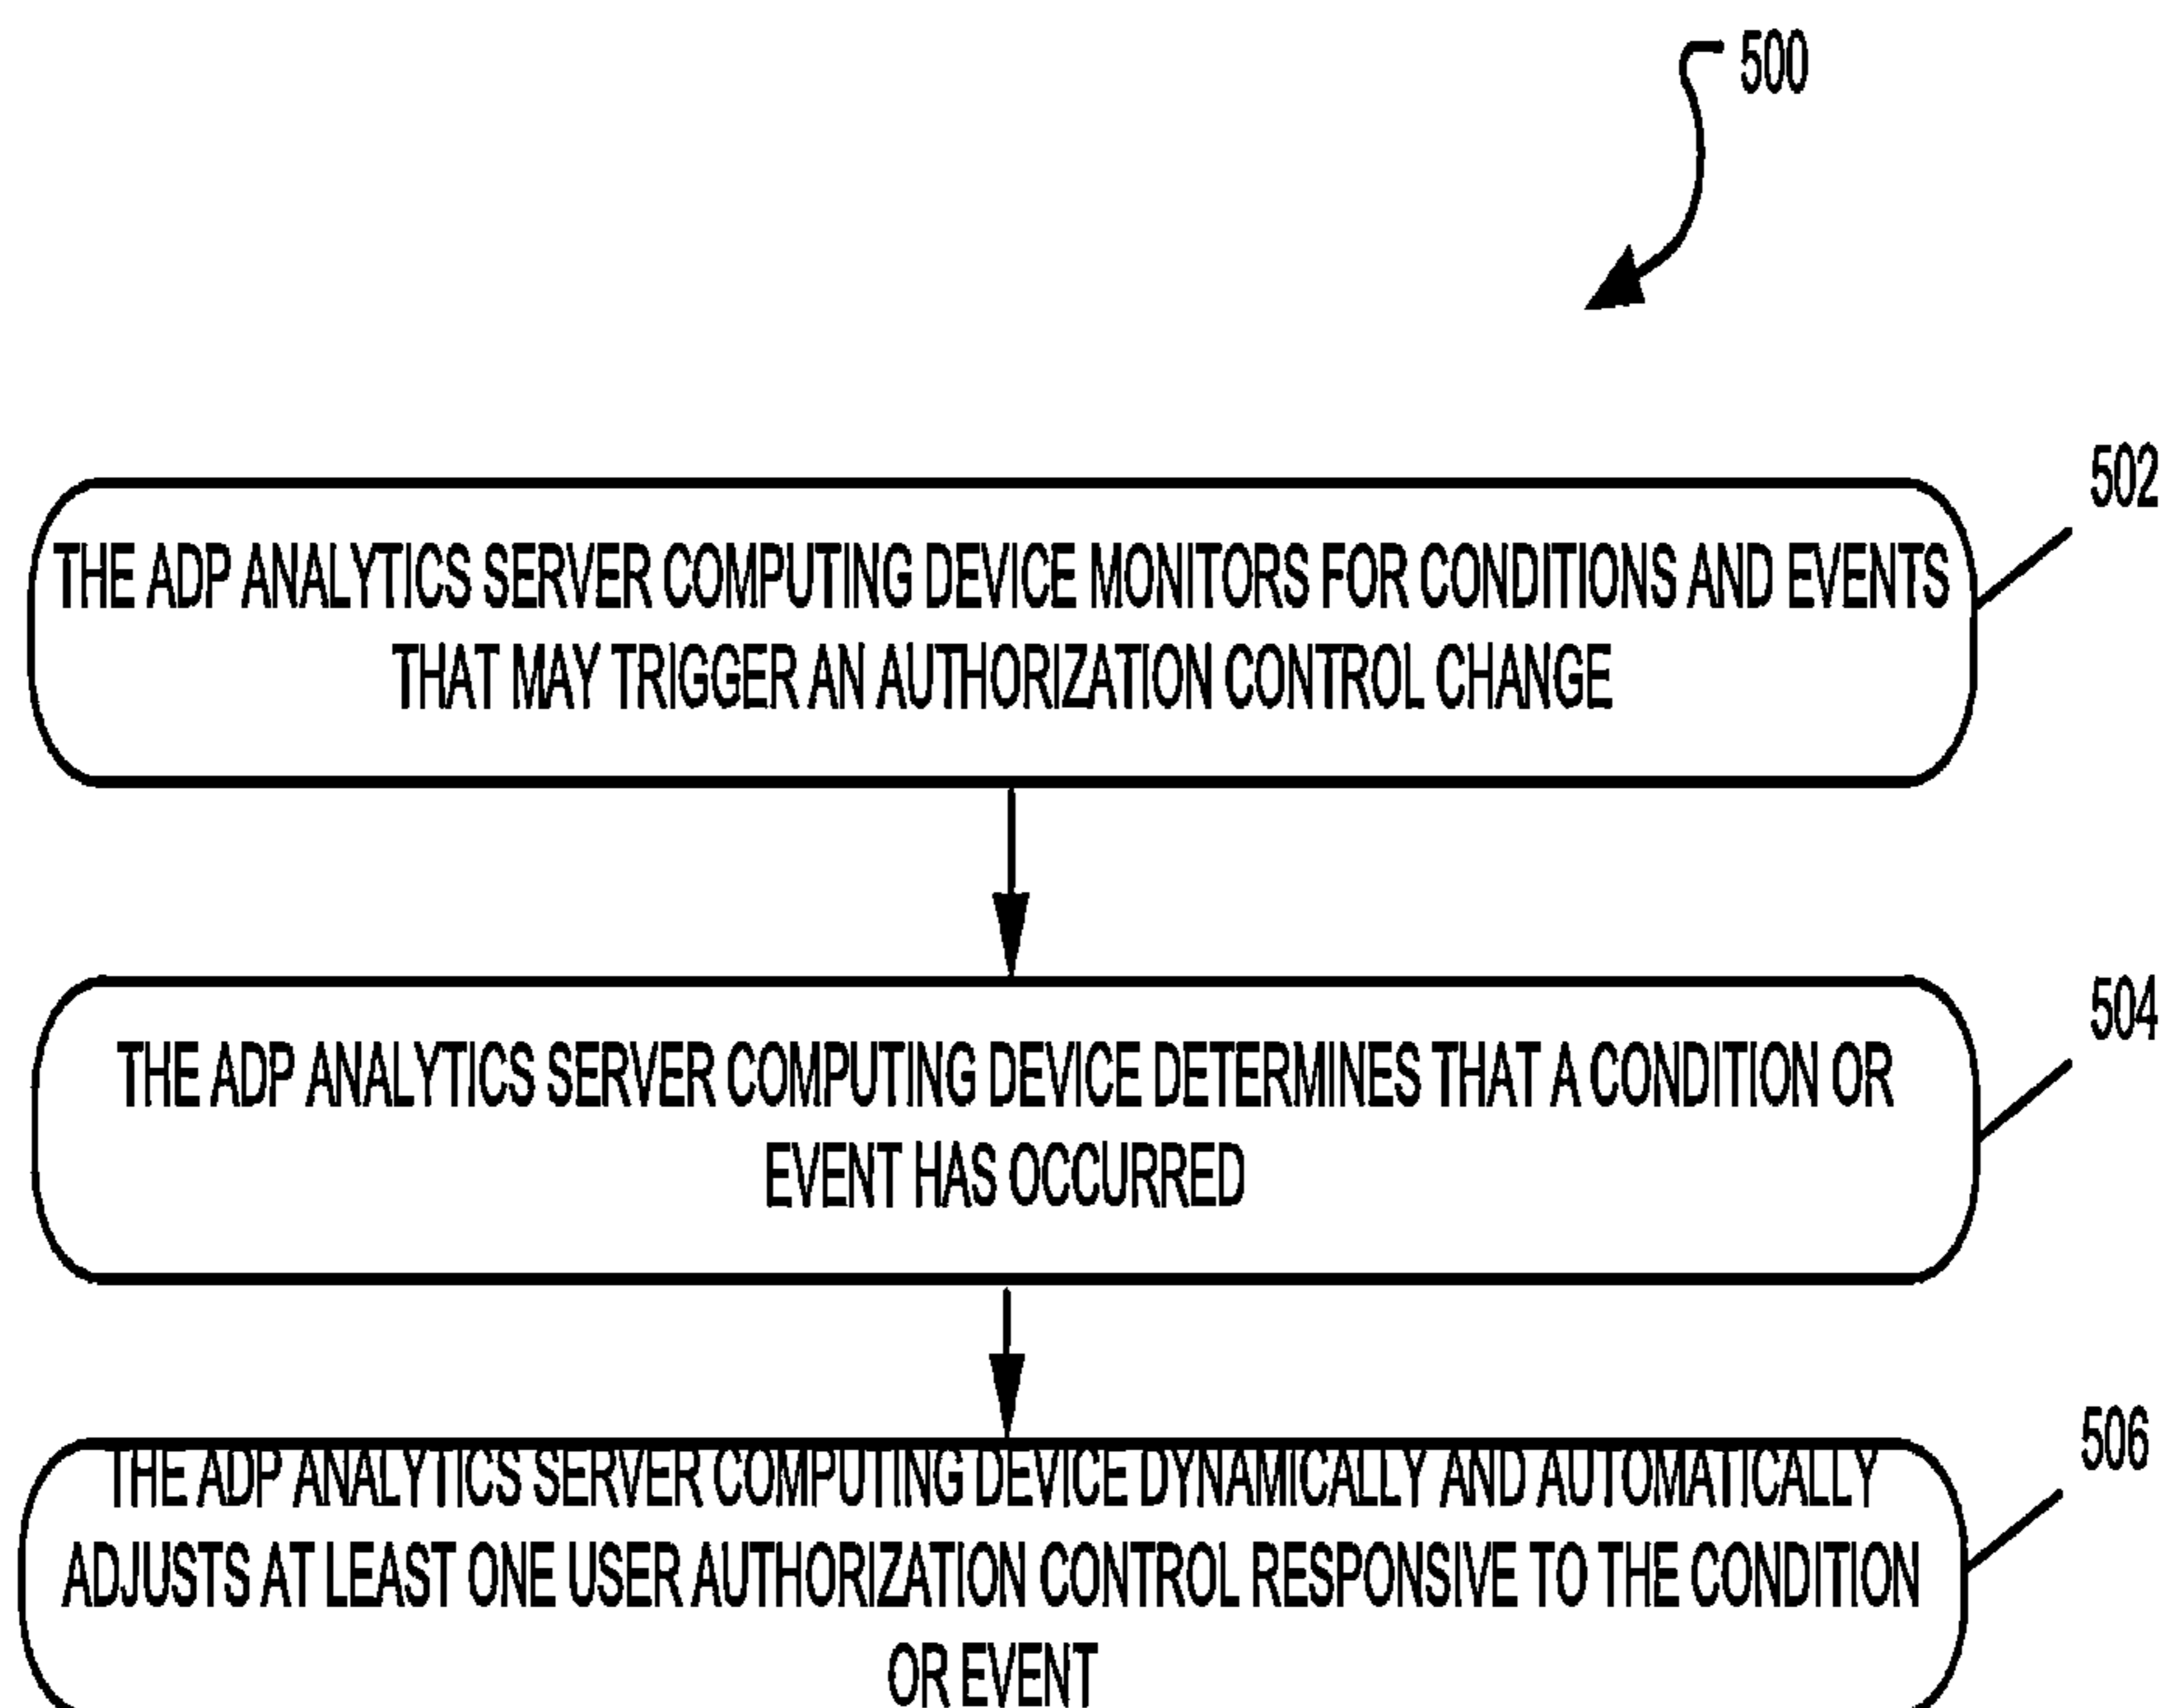 500
502
THE ADP ANALYTICS SERVER COMPUTING DEVICE MONITORS FOR CONDITIONS AND EVENTS
THAT MAY TRIGGER AN AUTHORIZATION CONTROL CHANGE
504
THE ADP ANALYTICS SERVER COMPUTING DEVICE DETERMINES THAT A CONDITION OR
EVENT HAS OCCURRED
506
THE ADP ANALYTICS SERVER COMPUTING DEVICE DYNAMICALLY AND AUTOMATICALLY
ADJUSTS AT LEAST ONE USER AUTHORIZATION CONTROL RESPONSIVE TO THE CONDITION
OR EVENT